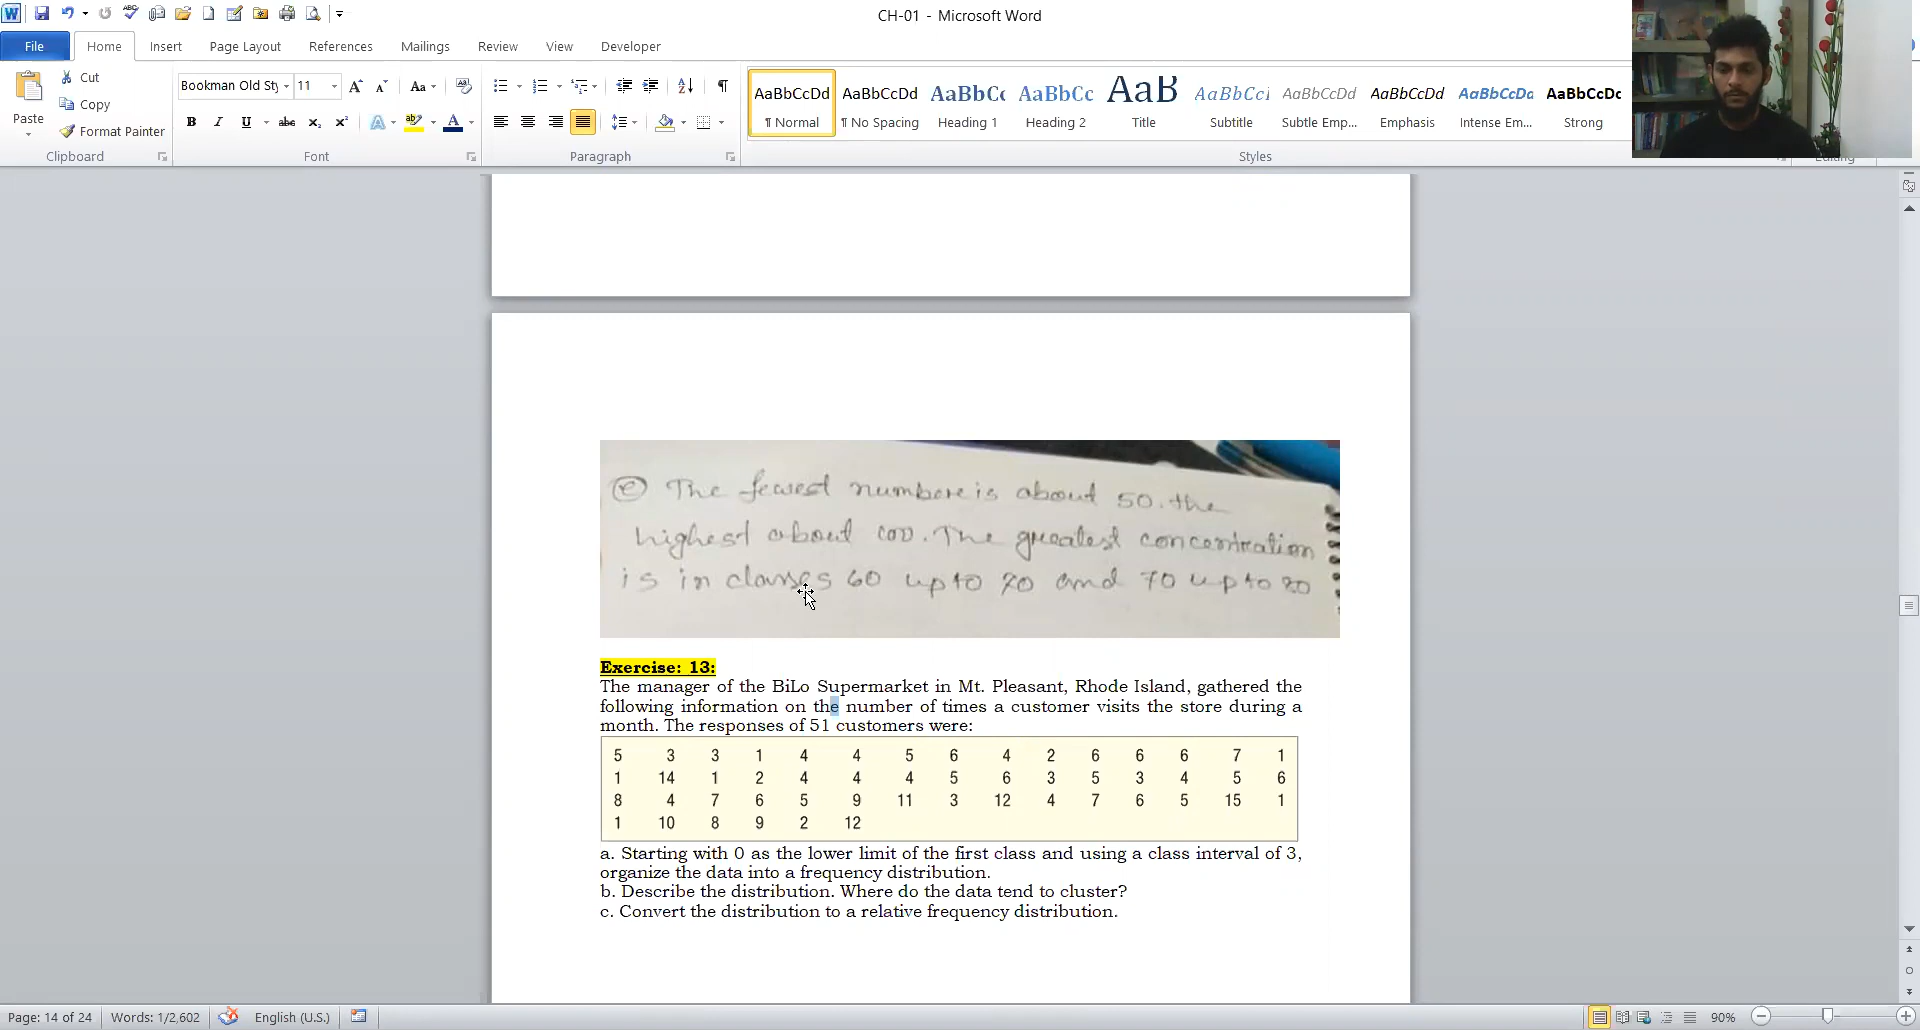 CH-01 - Microsoft Word
File Home Insert Page Layout References Mailings Review View Developer
Cut
Copy
Format Painter
Paste
Bookman Old Sty 11
AaBbCcDd AaBbCcDd AaBbCc AaBbCc AaB AaBbCcI AaBbCcDd AaBbCcDd AaBbCcDd AaBbCcDc
¶ Normal ¶ No Spacing Heading 1 Heading 2 Title Subtitle Subtle Emp... Emphasis Intense Em... Strong
Clipboard Font Paragraph Styles Editing
e The fewest number is about 50. the
highest about 100. The greatest concentration
is in classes 60 up to 70 and 70 up to 80
Exercise: 13:
The manager of the BiLo Supermarket in Mt. Pleasant, Rhode Island, gathered the
following information on the number of times a customer visits the store during a
month. The responses of 51 customers were:
5 3 3 1 4 4 5 6 4 2 6 6 6 7 1
1 14 1 2 4 4 4 5 6 3 5 3 4 5 6
8 4 7 6 5 9 11 3 12 4 7 6 5 15 1
1 10 8 9 2 12
a. Starting with 0 as the lower limit of the first class and using a class interval of 3,
organize the data into a frequency distribution.
b. Describe the distribution. Where do the data tend to cluster?
c. Convert the distribution to a relative frequency distribution.
Page: 14 of 24 Words: 1/2,602 English (U.S.) 90%